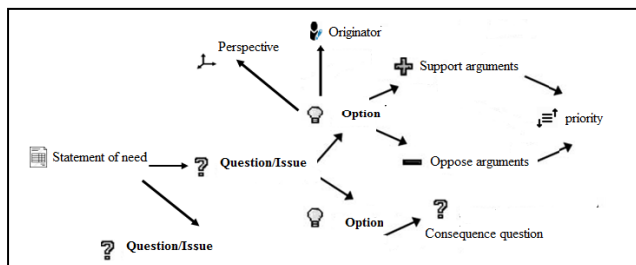 Originator
Perspective
Support arguments
Option
priority
Statement of need
Question/Issue
Oppose arguments
Option
Consequence question
Question/Issue